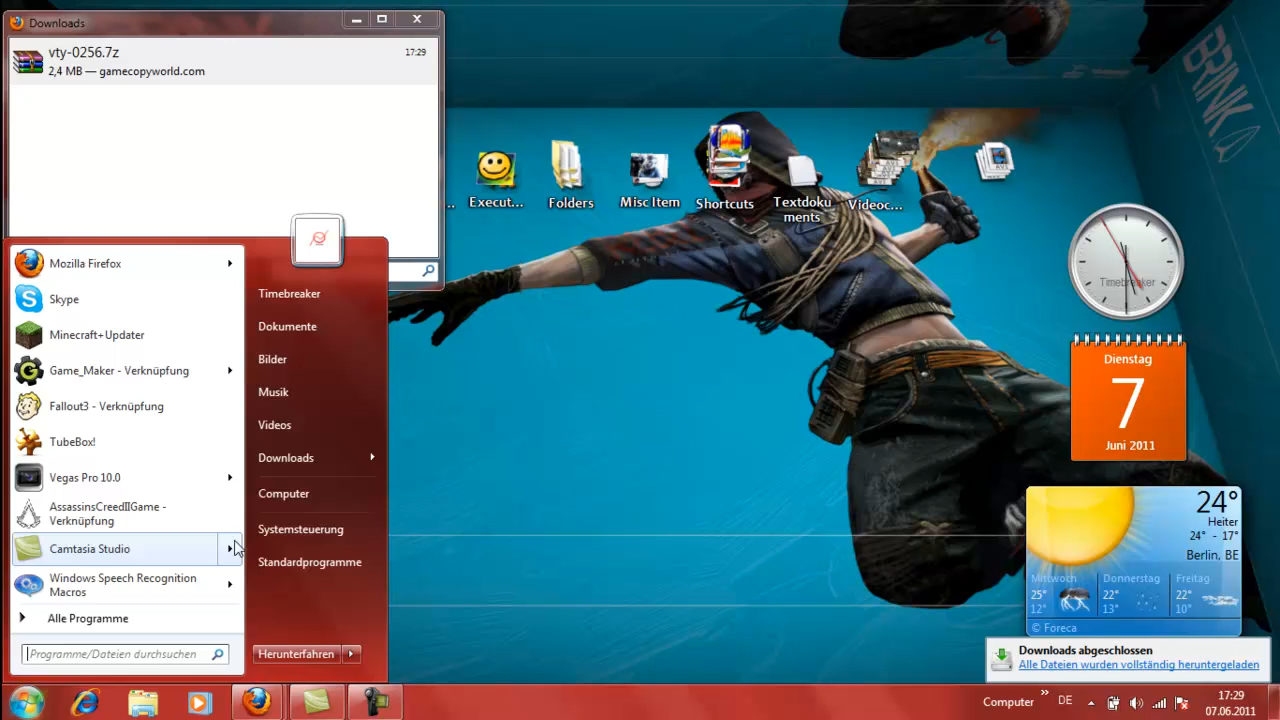 Downloads
vty-0256.7z
17:29
2,4 MB — gamecopyworld.com
BRINK
Execut...
Folders
Misc Item
Shortcuts
Textdoku
ments
Videoc...
Timebreaker
Dienstag
7
Juni 2011
24°
Heiter
24° - 17°
Berlin, BE
Mittwoch
Donnerstag
Freitag
25°
22°
22°
12°
13°
10°
© Foreca
Mozilla Firefox
Skype
Minecraft+Updater
Game_Maker - Verknüpfung
Fallout3 - Verknüpfung
TubeBox!
Vegas Pro 10.0
AssassinsCreedIIGame -
Verknüpfung
Camtasia Studio
Windows Speech Recognition
Macros
Alle Programme
Programme/Dateien durchsuchen
Timebreaker
Dokumente
Bilder
Musik
Videos
Downloads
Computer
Systemsteuerung
Standardprogramme
Herunterfahren
Downloads abgeschlossen
Alle Dateien wurden vollständig heruntergeladen
Computer
DE
17:29
07.06.2011